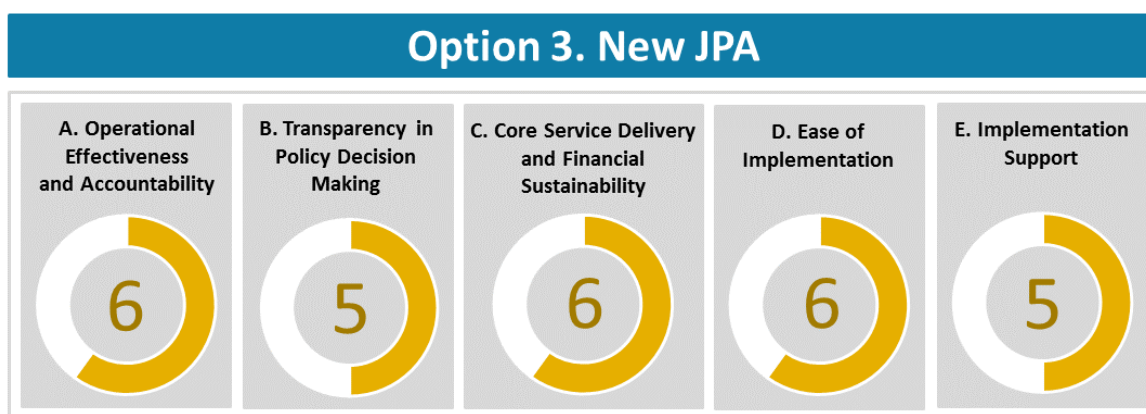 Option 3. New JPA
A. Operational
Effectiveness
and Accountability
6
B. Transparency in
Policy Decision
Making
5
C. Core Service Delivery
and Financial
Sustainability
6
D. Ease of
Implementation
6
E. Implementation
Support
5